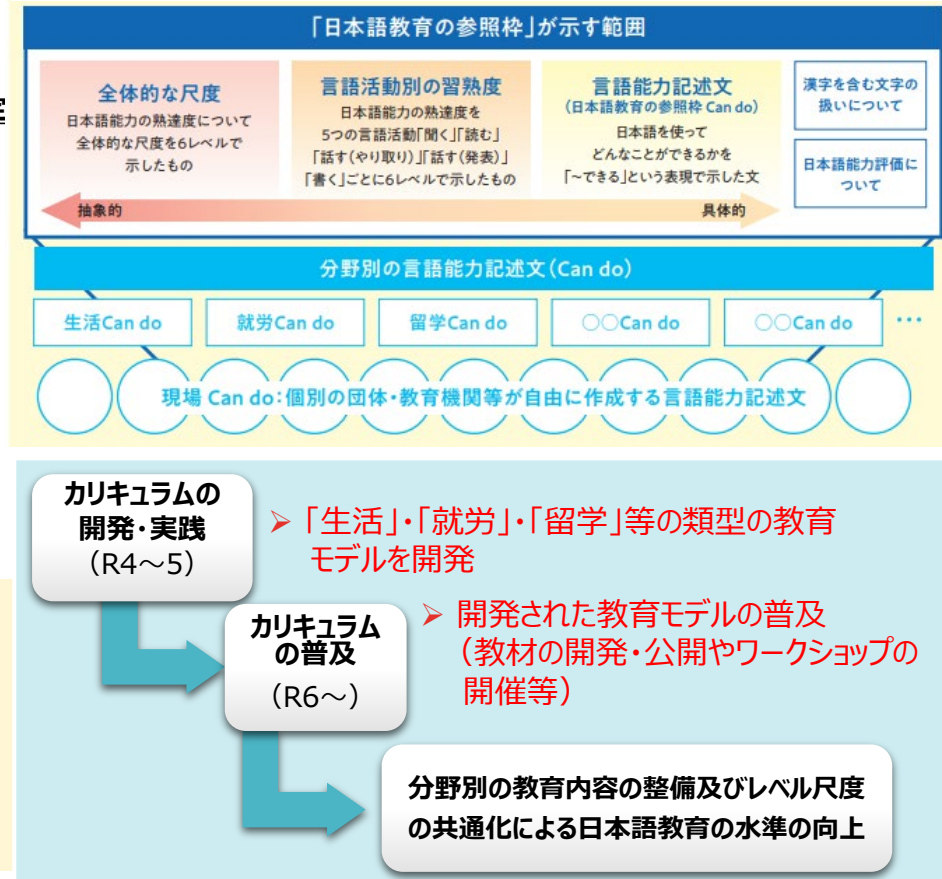 「日本語教育の参照枠」が示す範囲
全体的な尺度
日本語能力の熟達度について
全体的な尺度を6レベルで
示したもの
言語活動別の習熟度
日本語能力の熟達度を
5つの言語活動「聞く」「読む」
「話す(やり取り)」「話す(発表)」
「書く」ごとに6レベルで示したもの
言語能力記述文
(日本語教育の参照枠 Can do)
日本語を使って
どんなことができるかを
「~できる」という表現で示した文
漢字を含む文字の
扱いについて
日本語能力評価に
ついて
抽象的
具体的
分野別の言語能力記述文(Can do)
生活Can do
就労Can do
留学Can do
○○Can do
○○Can do
…
現場 Can do:個別の団体・教育機関等が自由に作成する言語能力記述文
カリキュラムの
開発・実践
(R4～5)
➢「生活」・「就労」・「留学」等の類型の教育
モデルを開発
カリキュラム
の普及
(R6～)
➢ 開発された教育モデルの普及
(教材の開発・公開やワークショップの
開催等)
分野別の教育内容の整備及びレベル尺度
の共通化による日本語教育の水準の向上